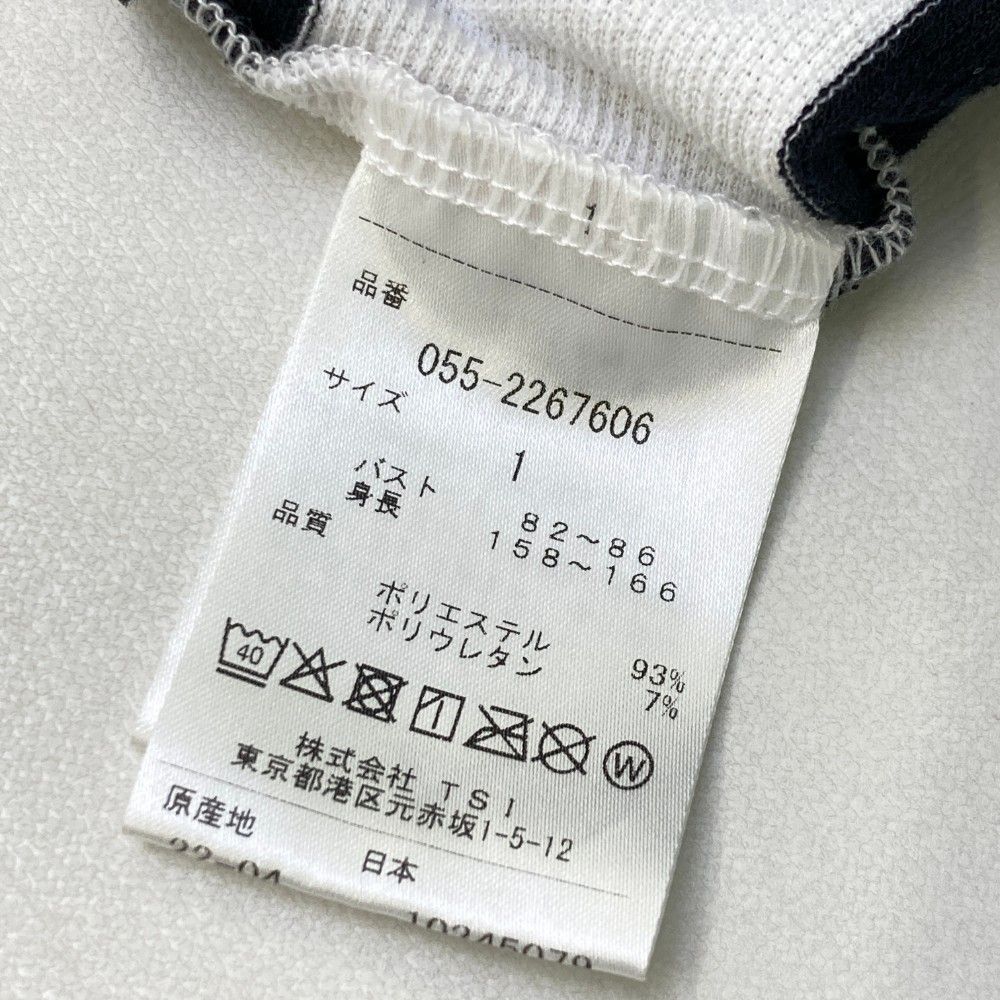 1
品番
055-2267606
サイズ
1
バスト 82～86
身長 158～166
品質
ポリエステル 93%
ポリウレタン 7%
40
W
株式会社 TSI
東京都港区元赤坂1-5-12
原産地
日本